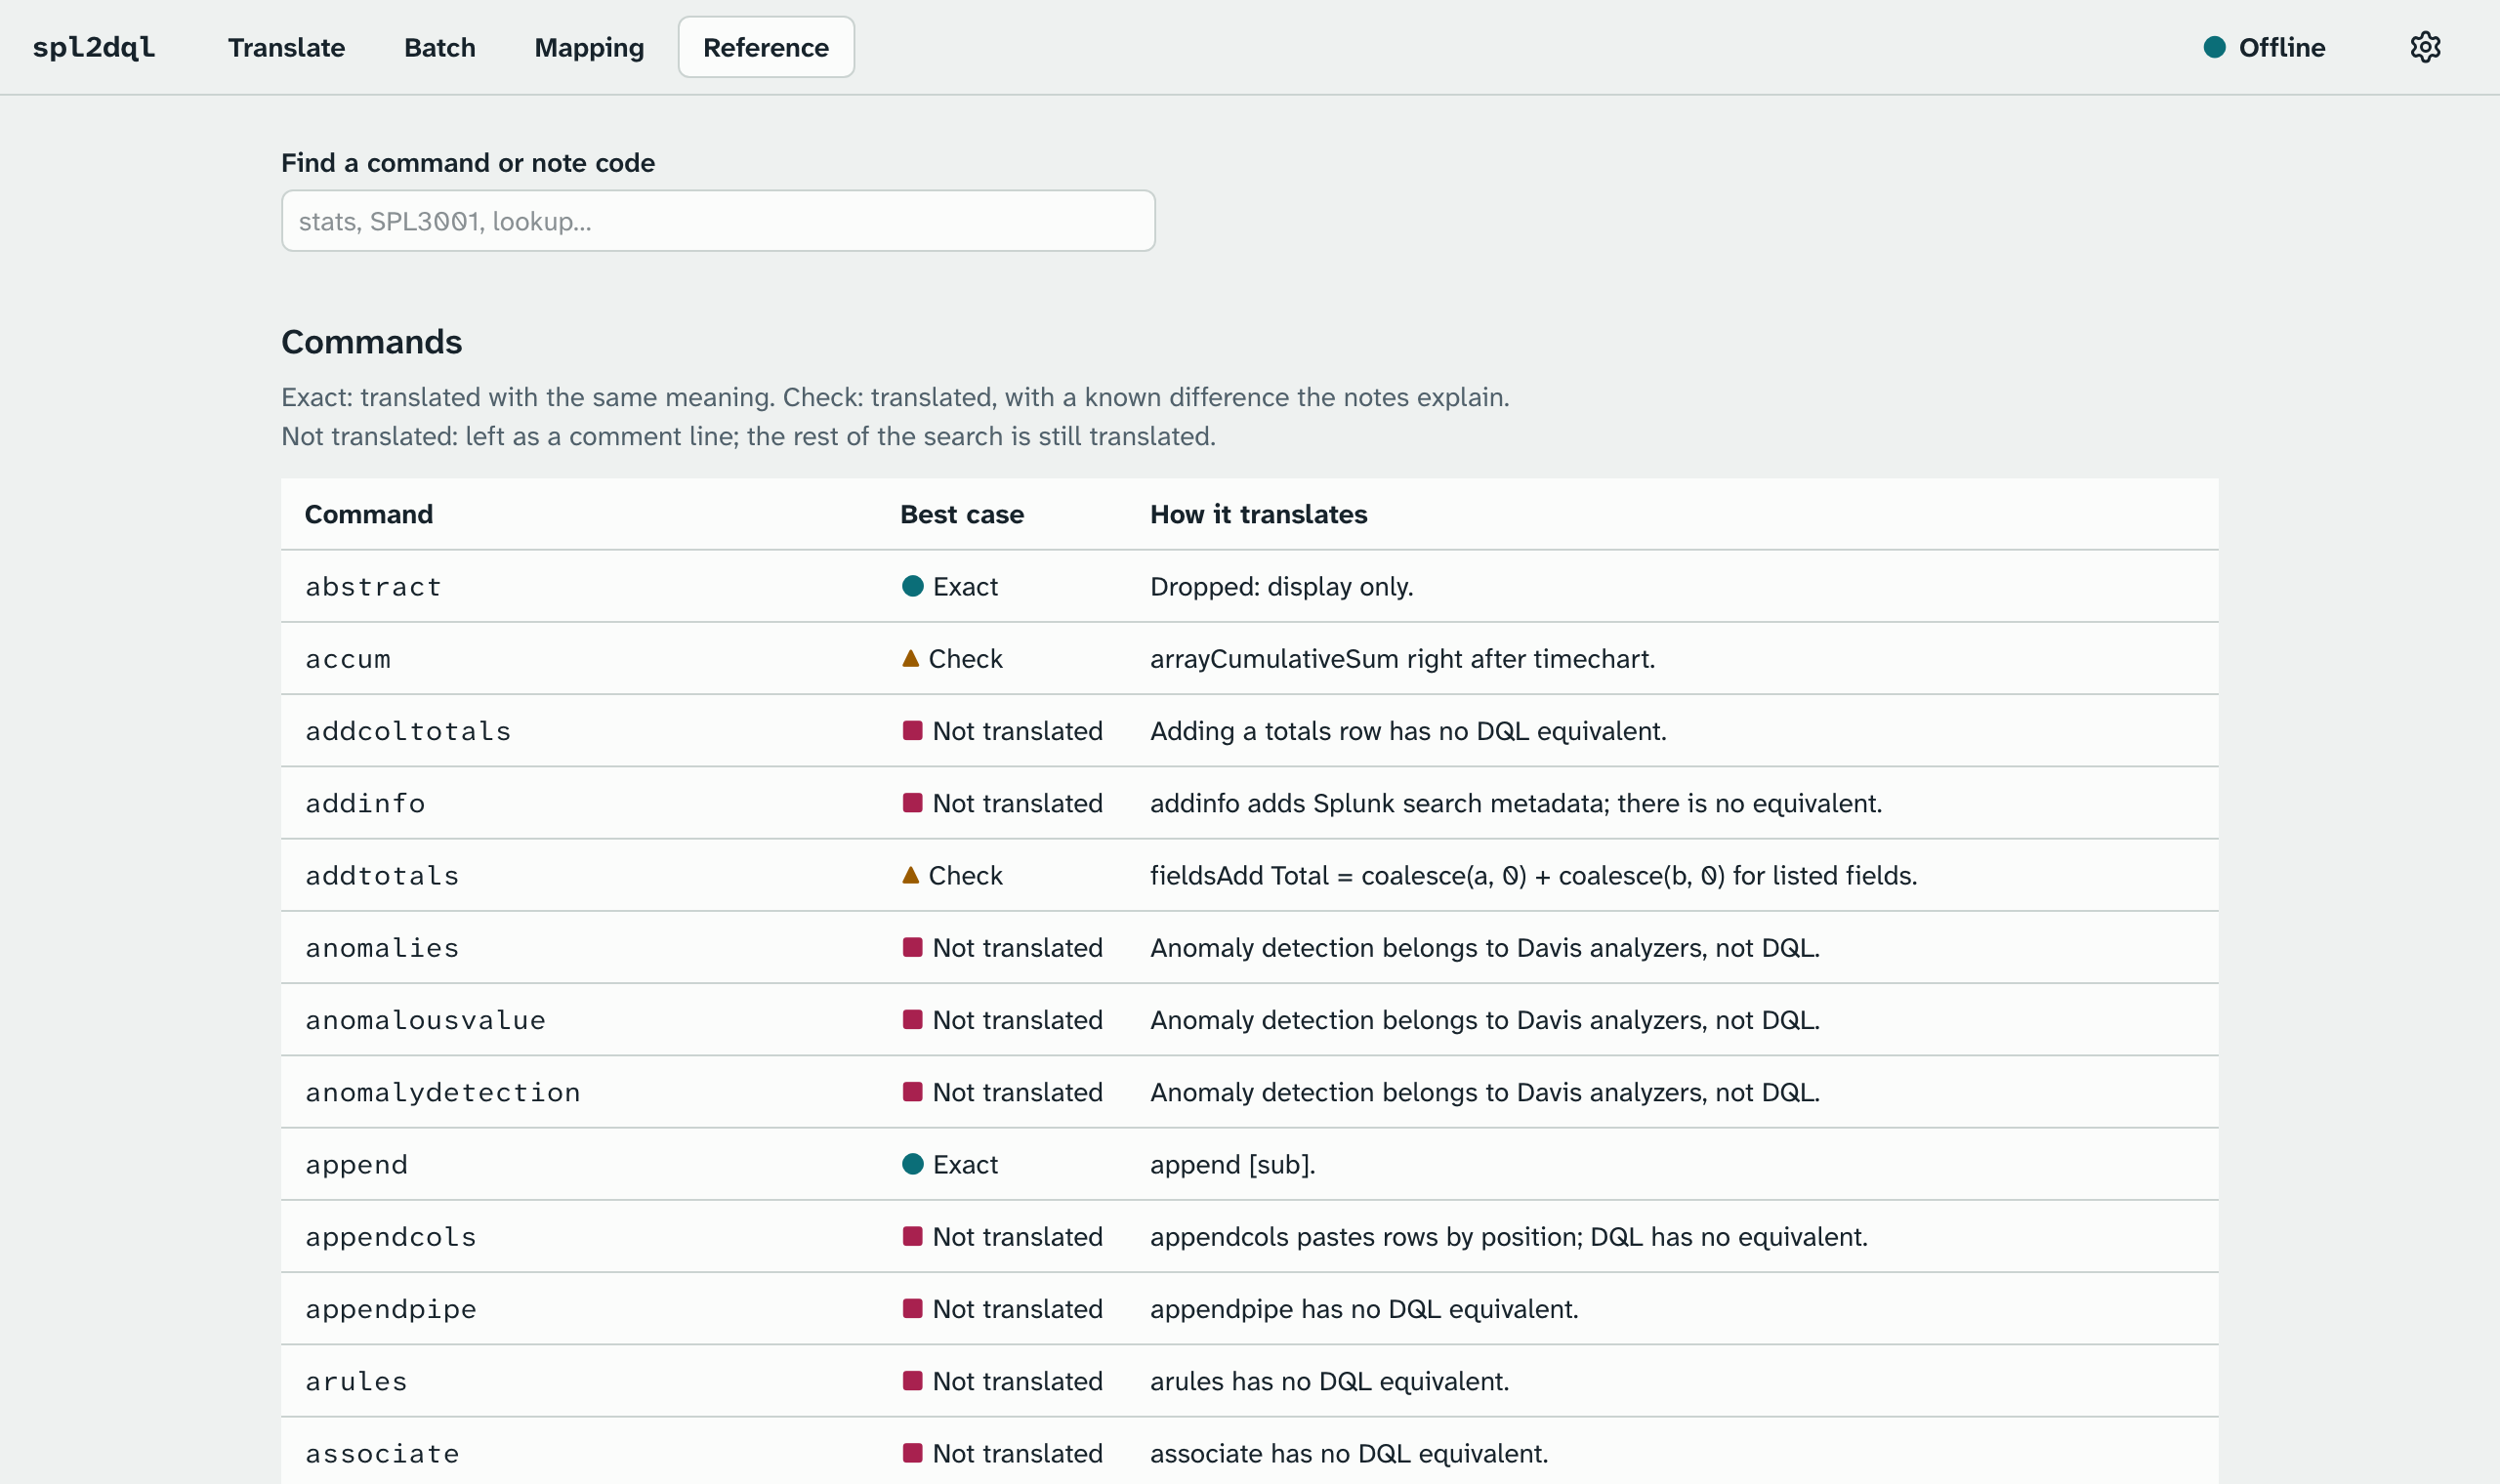 spl2dql Translate Batch Mapping Reference Offline
Find a command or note code
stats, SPL3001, lookup...
Commands
Exact: translated with the same meaning. Check: translated, with a known difference the notes explain.
Not translated: left as a comment line; the rest of the search is still translated.
Command Best case How it translates
abstract Exact Dropped: display only.
accum Check arrayCumulativeSum right after timechart.
addcoltotals Not translated Adding a totals row has no DQL equivalent.
addinfo Not translated addinfo adds Splunk search metadata; there is no equivalent.
addtotals Check fieldsAdd Total = coalesce(a, 0) + coalesce(b, 0) for listed fields.
anomalies Not translated Anomaly detection belongs to Davis analyzers, not DQL.
anomalousvalue Not translated Anomaly detection belongs to Davis analyzers, not DQL.
anomalydetection Not translated Anomaly detection belongs to Davis analyzers, not DQL.
append Exact append [sub].
appendcols Not translated appendcols pastes rows by position; DQL has no equivalent.
appendpipe Not translated appendpipe has no DQL equivalent.
arules Not translated arules has no DQL equivalent.
associate Not translated associate has no DQL equivalent.